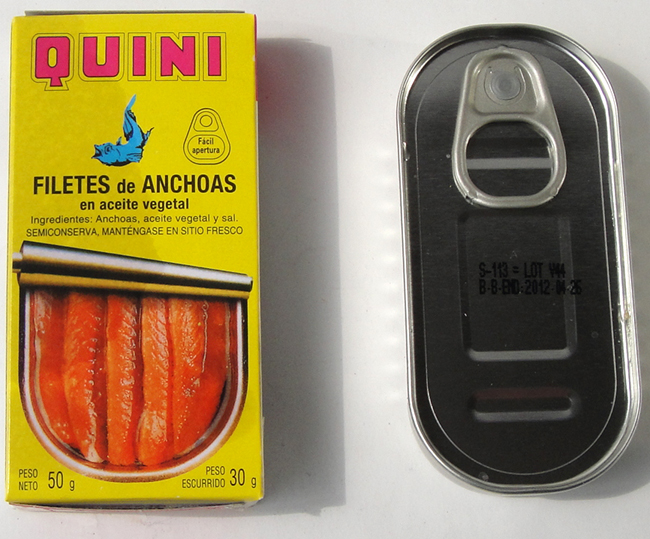 QUINI
Fácil
apertura
FILETES de ANCHOAS
en aceite vegetal
Ingredientes: Anchoas, aceite vegetal y sal.
SEMICONSERVA, MANTÉNGASE EN SITIO FRESCO
PESO
NETO 50 g
PESO
ESCURRIDO 30 g
S-113 = LOT Y44
B-B-END:2012 04-26